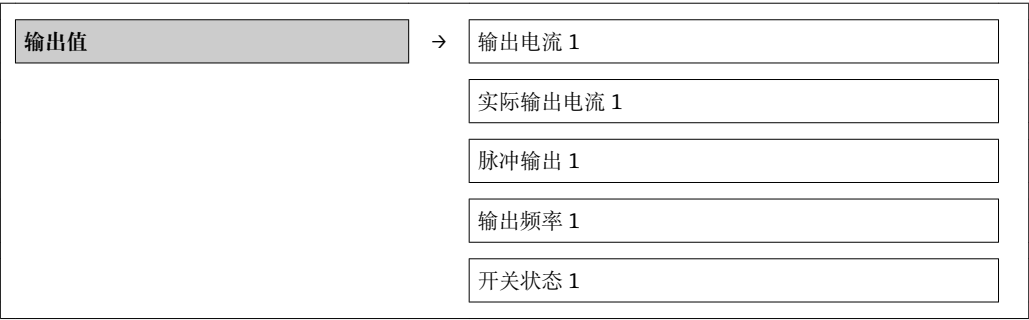 输出值 → 输出电流 1
实际输出电流 1
脉冲输出 1
输出频率 1
开关状态 1